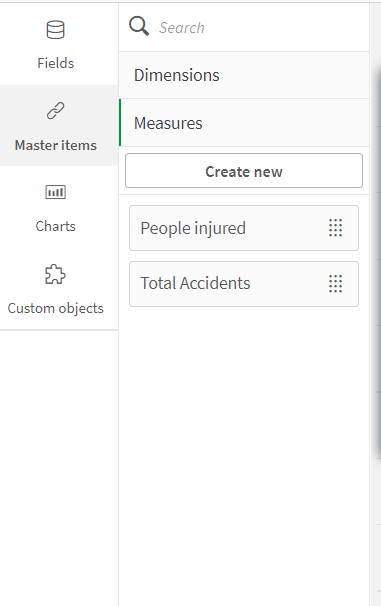 Fields
Master items
Charts
Custom objects
Search
Dimensions
Measures
Create new
People injured
Total Accidents